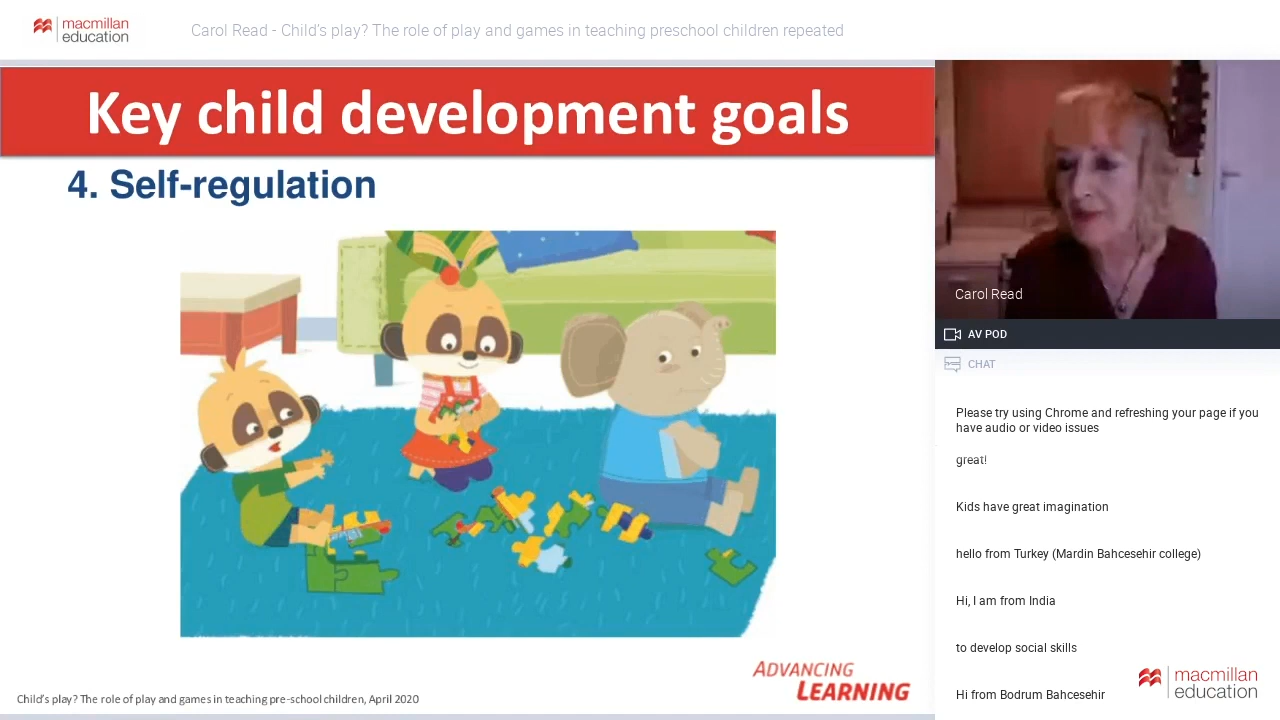 macmillan
education
Carol Read - Child's play? The role of play and games in teaching preschool children repeated
Key child development goals
4. Self-regulation
ADVANCING
LEARNING
Child's play? The role of play and games in teaching pre-school children, April 2020
Carol Read
AV POD
CHAT
Please try using Chrome and refreshing your page if you
have audio or video issues
great!
Kids have great imagination
hello from Turkey (Mardin Bahcesehir college)
Hi, I am from India
to develop social skills
Hi from Bodrum Bahcesehir
macmillan
education